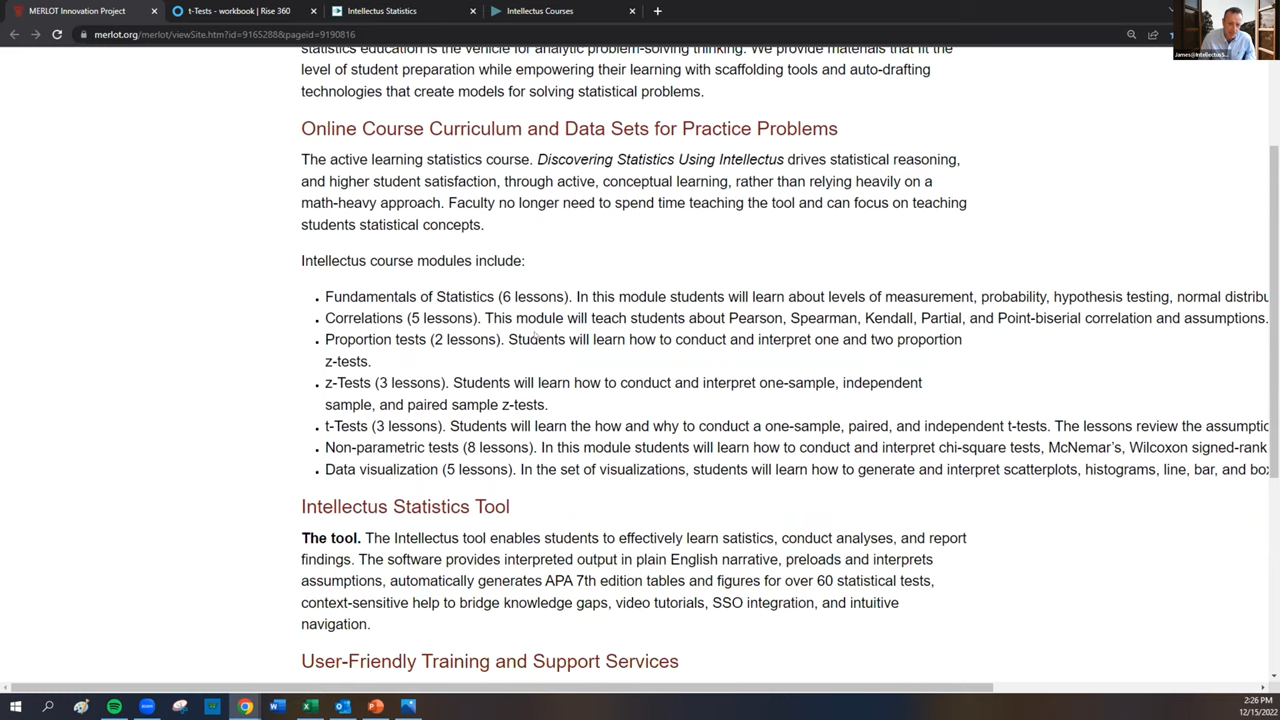 MERLOT Innovation Project
t-Tests - workbook | Rise 360
Intellectus Statistics
Intellectus Courses
merlot.org/merlot/viewSite.htm?id=9165288&pageid=9190816
statistics education is the vehicle for analytic problem-solving thinking. We provide materials that fit the
level of student preparation while empowering their learning with scaffolding tools and auto-drafting
technologies that create models for solving statistical problems.
Online Course Curriculum and Data Sets for Practice Problems
The active learning statistics course. Discovering Statistics Using Intellectus drives statistical reasoning,
and higher student satisfaction, through active, conceptual learning, rather than relying heavily on a
math-heavy approach. Faculty no longer need to spend time teaching the tool and can focus on teaching
students statistical concepts.
Intellectus course modules include:
• Fundamentals of Statistics (6 lessons). In this module students will learn about levels of measurement, probability, hypothesis testing, normal distribu
• Correlations (5 lessons). This module will teach students about Pearson, Spearman, Kendall, Partial, and Point-biserial correlation and assumptions.
• Proportion tests (2 lessons). Students will learn how to conduct and interpret one and two proportion
z-tests.
• z-Tests (3 lessons). Students will learn how to conduct and interpret one-sample, independent
sample, and paired sample z-tests.
• t-Tests (3 lessons). Students will learn the how and why to conduct a one-sample, paired, and independent t-tests. The lessons review the assumptio
• Non-parametric tests (8 lessons). In this module students will learn how to conduct and interpret chi-square tests, McNemar's, Wilcoxon signed-rank
• Data visualization (5 lessons). In the set of visualizations, students will learn how to generate and interpret scatterplots, histograms, line, bar, and box
Intellectus Statistics Tool
The tool. The Intellectus tool enables students to effectively learn satistics, conduct analyses, and report
findings. The software provides interpreted output in plain English narrative, preloads and interprets
assumptions, automatically generates APA 7th edition tables and figures for over 60 statistical tests,
context-sensitive help to bridge knowledge gaps, video tutorials, SSO integration, and intuitive
navigation.
User-Friendly Training and Support Services
James@IntellectusS...
2:26 PM
12/15/2022